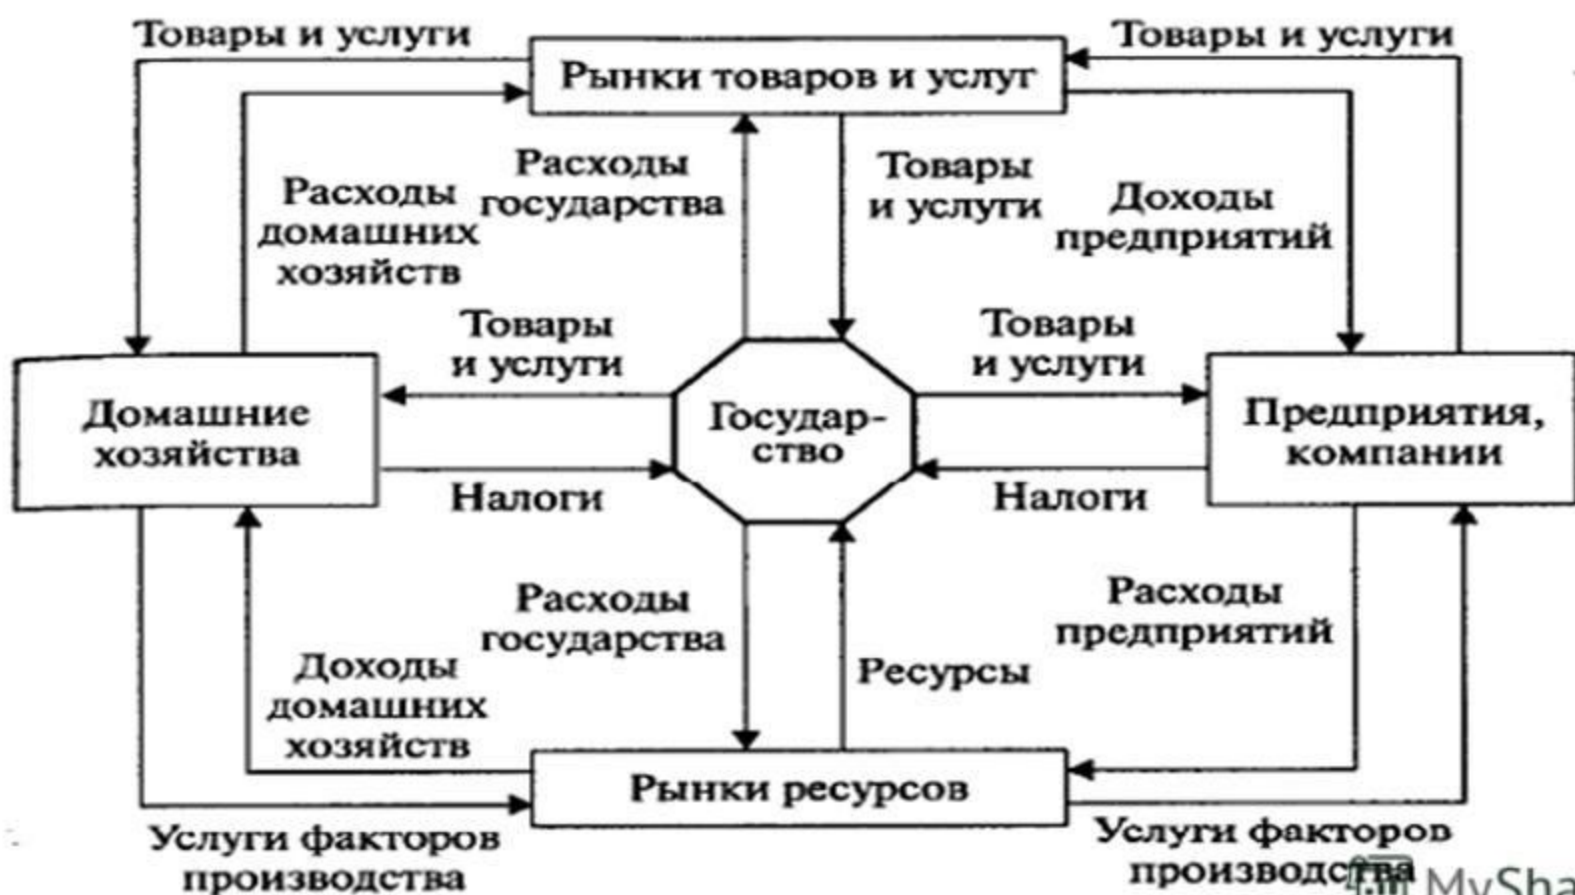 Товары и услуги
Товары и услуги
Рынки товаров и услуг
Расходы
государства
Товары
и услуги
Расходы
домашних
хозяйств
Доходы
предприятий
Товары
и услуги
Товары
и услуги
Домашние
хозяйства
Государ-
ство
Предприятия,
компании
Налоги
Налоги
Расходы
государства
Расходы
предприятий
Доходы
домашних
хозяйств
Ресурсы
Рынки ресурсов
Услуги факторов
производства
Услуги факторов
производства
MySha